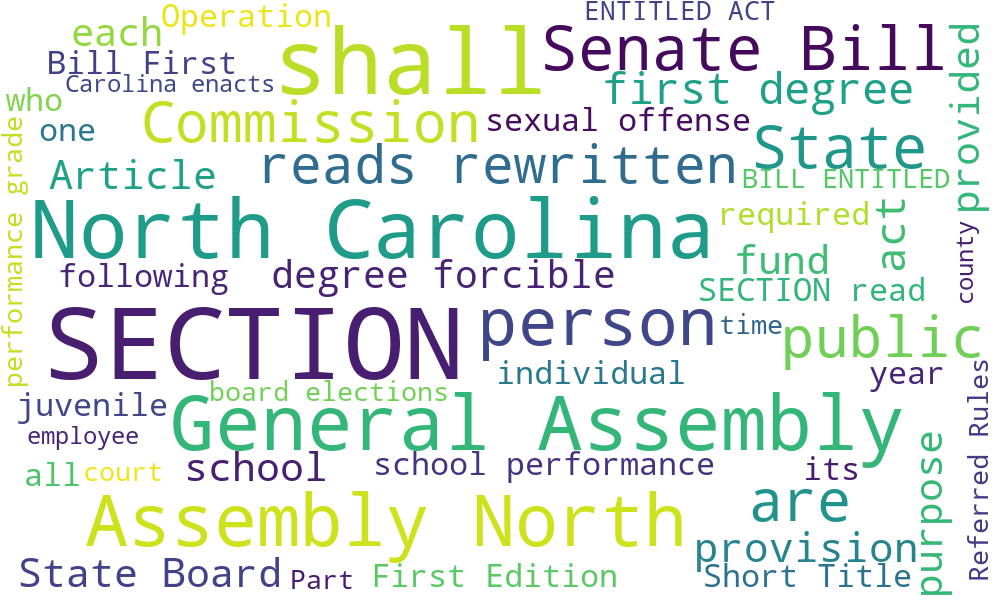 Operation
ENTITLED ACT
each
shall
Senate Bill
Bill First
Carolina enacts
first degree
provided
who
Commission
sexual offense
one
State
reads rewritten
performance grade
Article
BILL ENTITLED
North Carolina
required
act
county
fund
following
degree forcible
SECTION read
SECTION
person
time
public
individual
year
board elections
juvenile
General Assembly
Referred Rules
employee
school
school performance
its
all
court
purpose
Assembly North
are
provision
State Board
Part
First Edition
Short Title